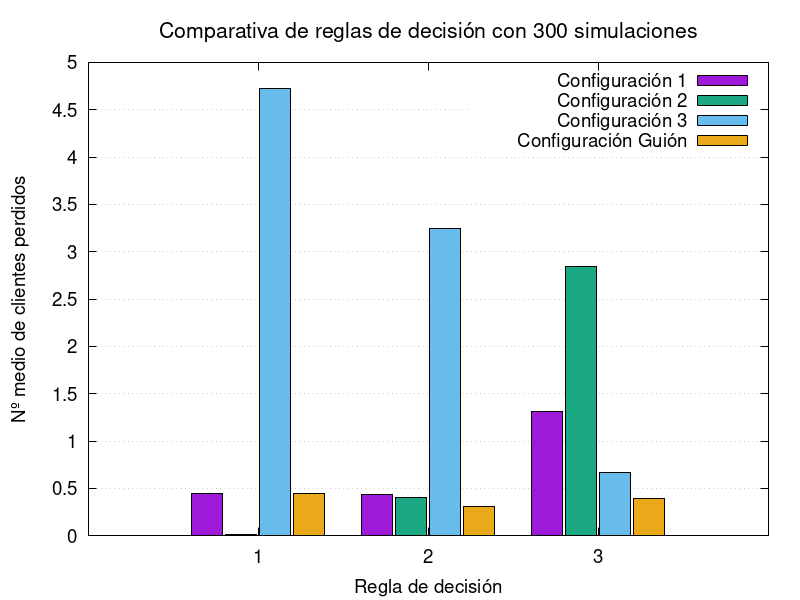 Comparativa de reglas de decisión con 300 simulaciones
5
4.5
4
3.5
3
2.5
2
1.5
1
0.5
0
Nº medio de clientes perdidos
Configuración 1
Configuración 2
Configuración 3
Configuración Guión
1 2 3
Regla de decisión